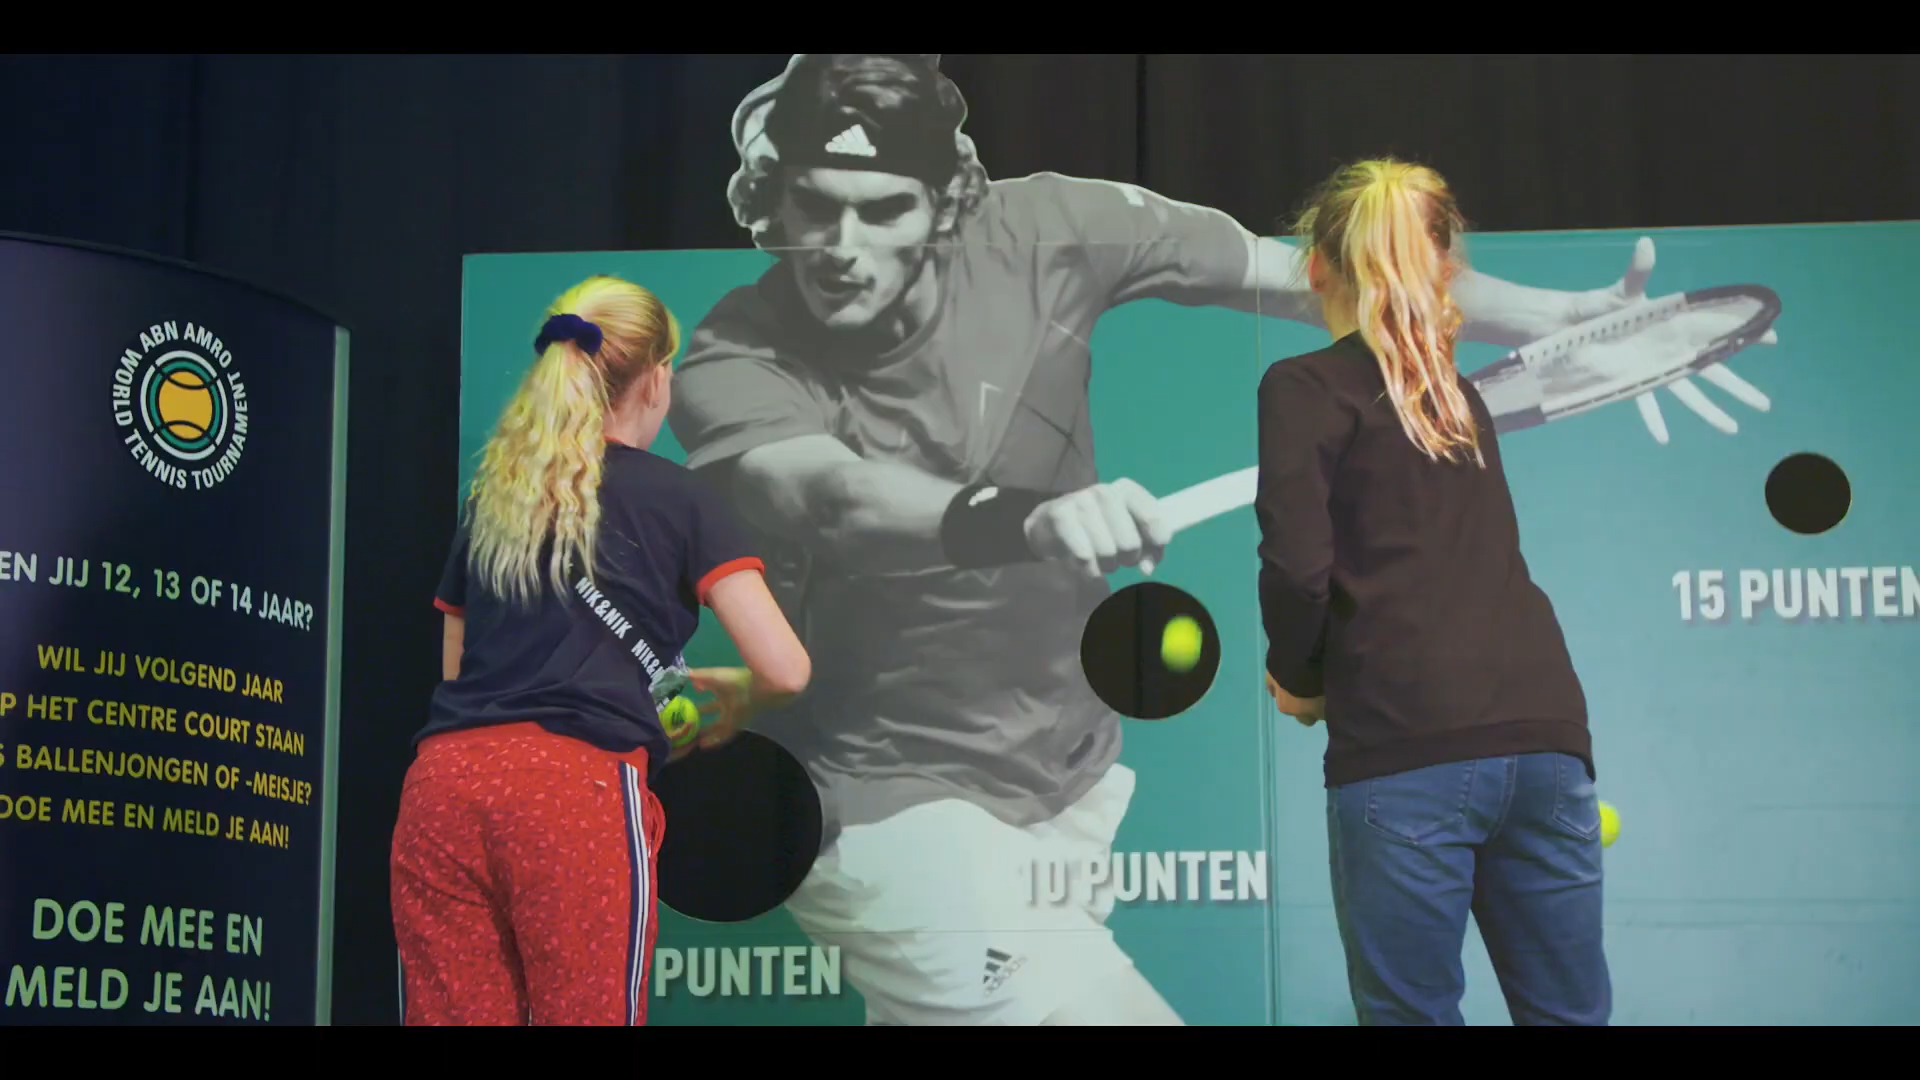 ABN AMRO
WORLD TENNIS TOURNAMENT
EN JIJ 12, 13 OF 14 JAAR?
WIL JIJ VOLGEND JAAR
P HET CENTRE COURT STAAN
S BALLENJONGEN OF -MEISJE?
DOE MEE EN MELD JE AAN!
DOE MEE EN
MELD JE AAN!
NIK&NIK NIK&
PUNTEN
10 PUNTEN
15 PUNTEN
adidas